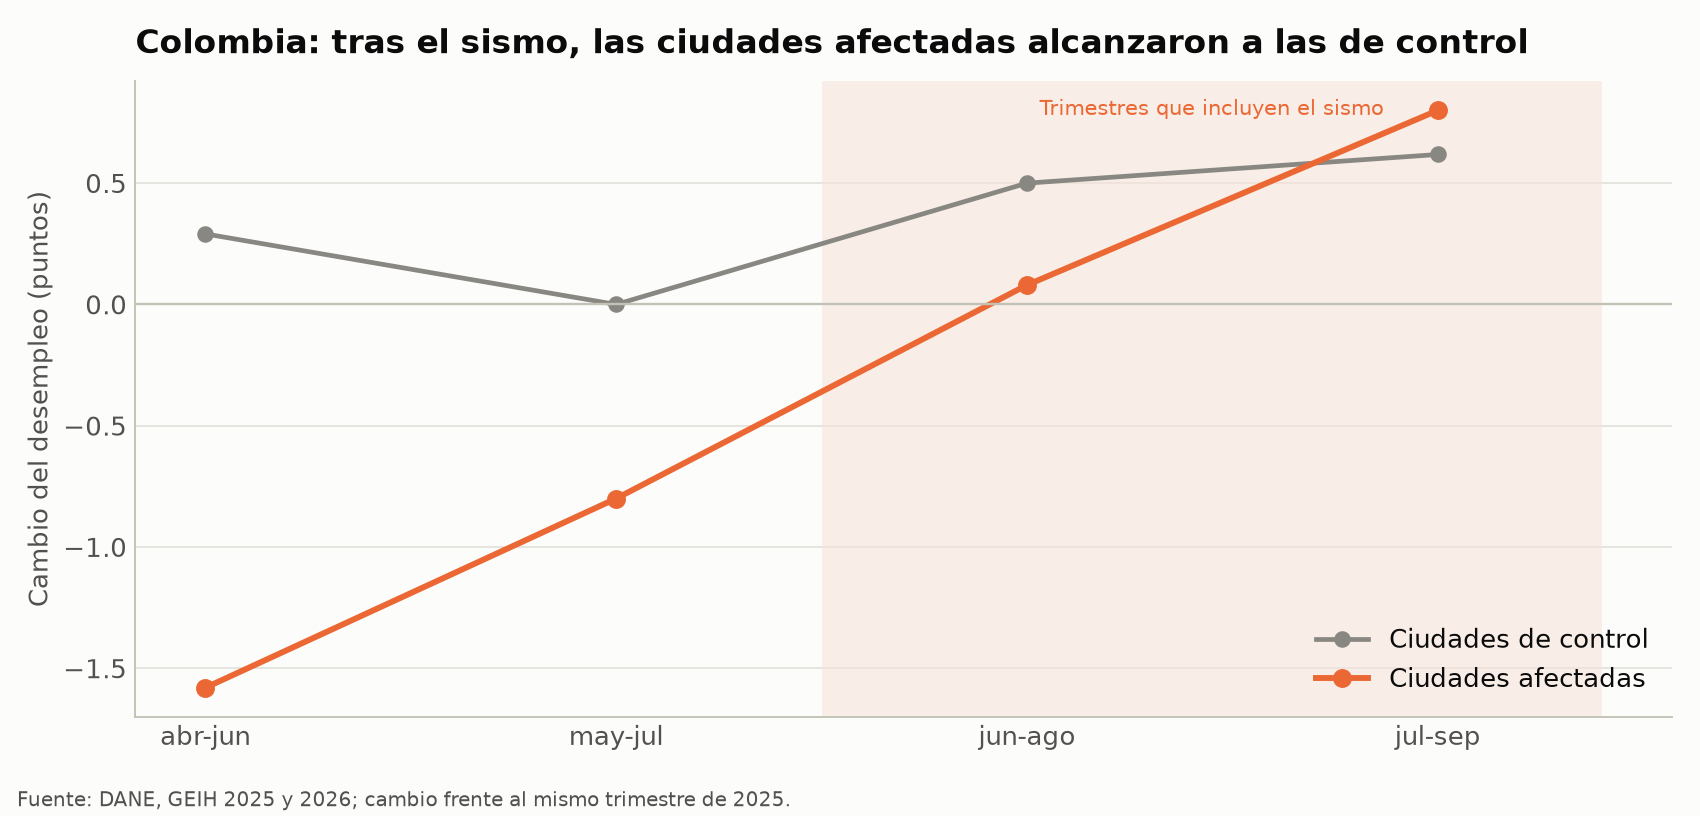 Colombia: tras el sismo, las ciudades afectadas alcanzaron a las de control
Trimestres que incluyen el sismo
Cambio del desempleo (puntos)
0.5
0.0
−0.5
−1.0
−1.5
Ciudades de control
Ciudades afectadas
abr-jun
may-jul
jun-ago
jul-sep
Fuente: DANE, GEIH 2025 y 2026; cambio frente al mismo trimestre de 2025.